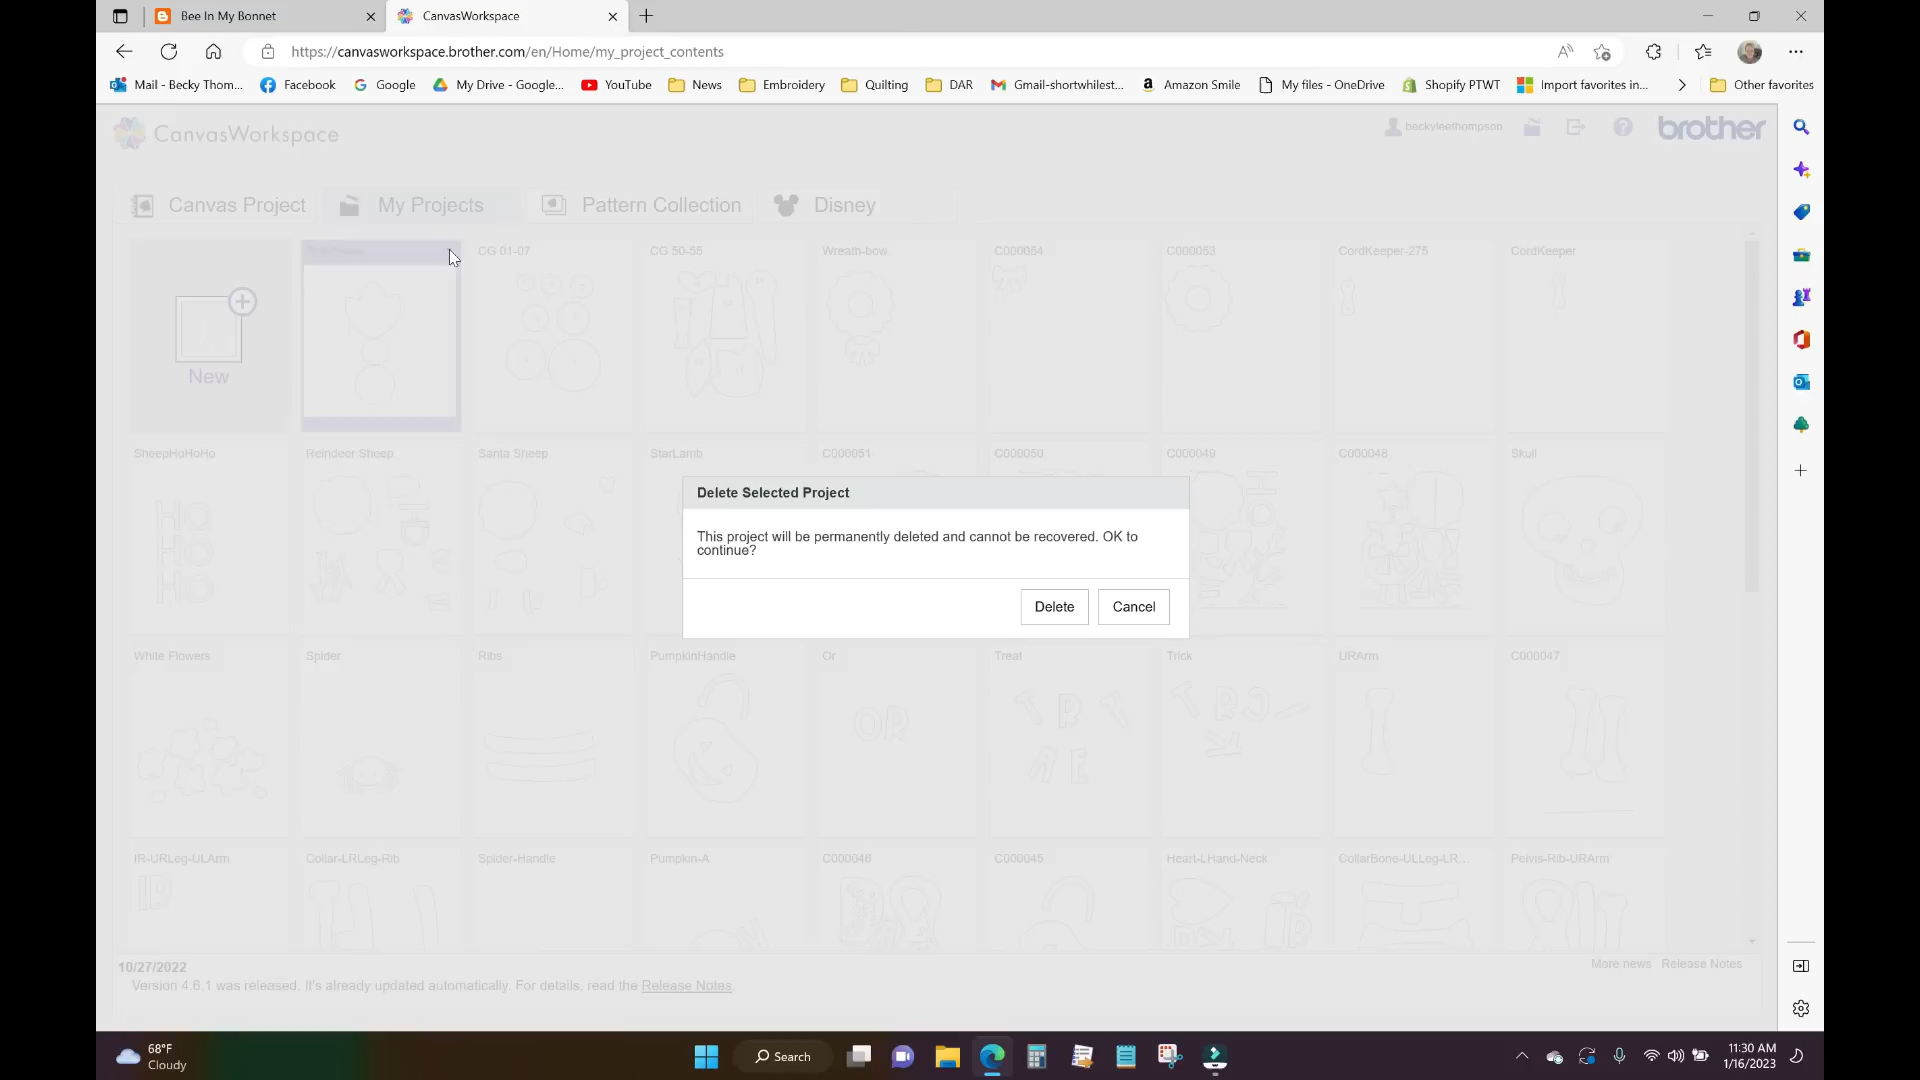 Bee In My Bonnet
CanvasWorkspace
https://canvasworkspace.brother.com/en/Home/my_project_contents
Mail - Becky Thom...
Facebook
Google
My Drive - Google...
YouTube
News
Embroidery
Quilting
DAR
Gmail-shortwhilest...
Amazon Smile
My files - OneDrive
Shopify PTWT
Import favorites in...
Other favorites
CanvasWorkspace
beckyleethompson
brother
Canvas Project
My Projects
Pattern Collection
Disney
New
CG 01-07
CG 50-55
Wreath-bow
C000054
C000053
CordKeeper-275
CordKeeper
SheepHoHoHo
Reindeer Sheep
Santa Sheep
StarLamb
C000051
C000050
C000049
C000048
Skull
Delete Selected Project
This project will be permanently deleted and cannot be recovered. OK to
continue?
Delete
Cancel
White Flowers
Spider
Ribs
PumpkinHandle
Or
Treat
Trick
URArm
C000047
IR-URLeg-ULArm
Collar-LRLeg-Rib
Spider-Handle
Pumpkin-A
C000046
C000045
Heart-LHand-Neck
CollarBone-ULLeg-LR...
Pelvis-Rib-URArm
10/27/2022
More news
Release Notes
Version 4.6.1 was released. It's already updated automatically. For details, read the Release Notes.
68°F
Cloudy
Search
11:30 AM
1/16/2023